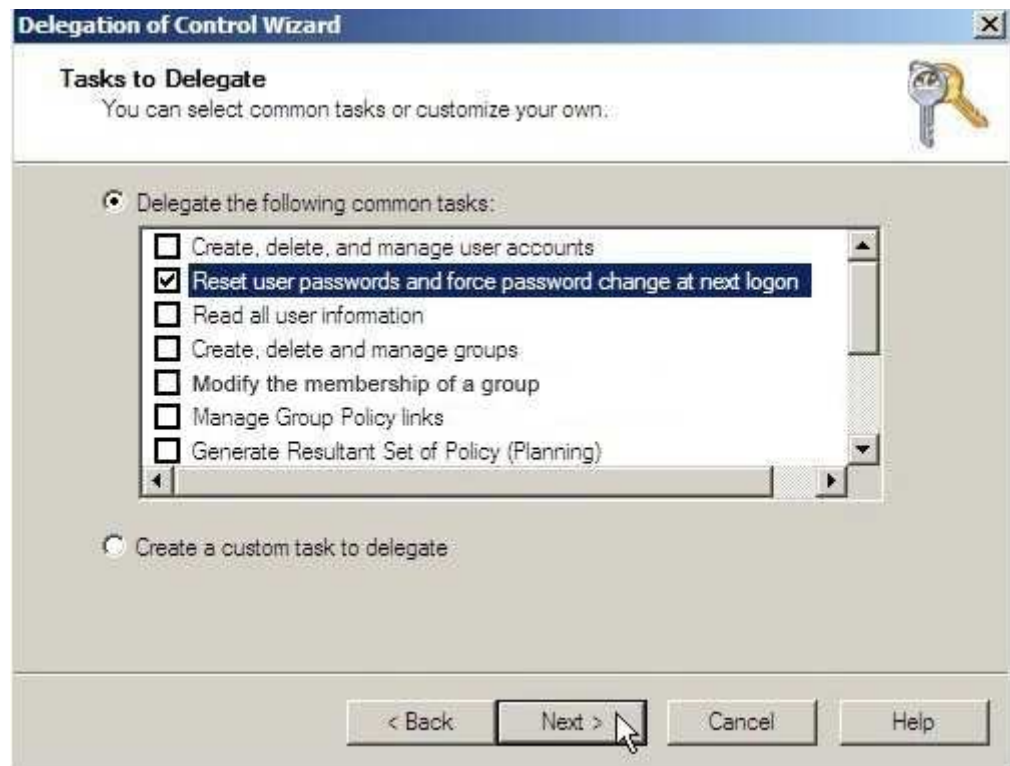 Delegation of Control Wizard
Tasks to Delegate
You can select common tasks or customize your own.
Delegate the following common tasks:
Create, delete, and manage user accounts
Reset user passwords and force password change at next logon
Read all user information
Create, delete and manage groups
Modify the membership of a group
Manage Group Policy links
Generate Resultant Set of Policy (Planning)
Create a custom task to delegate
< Back Next > Cancel Help